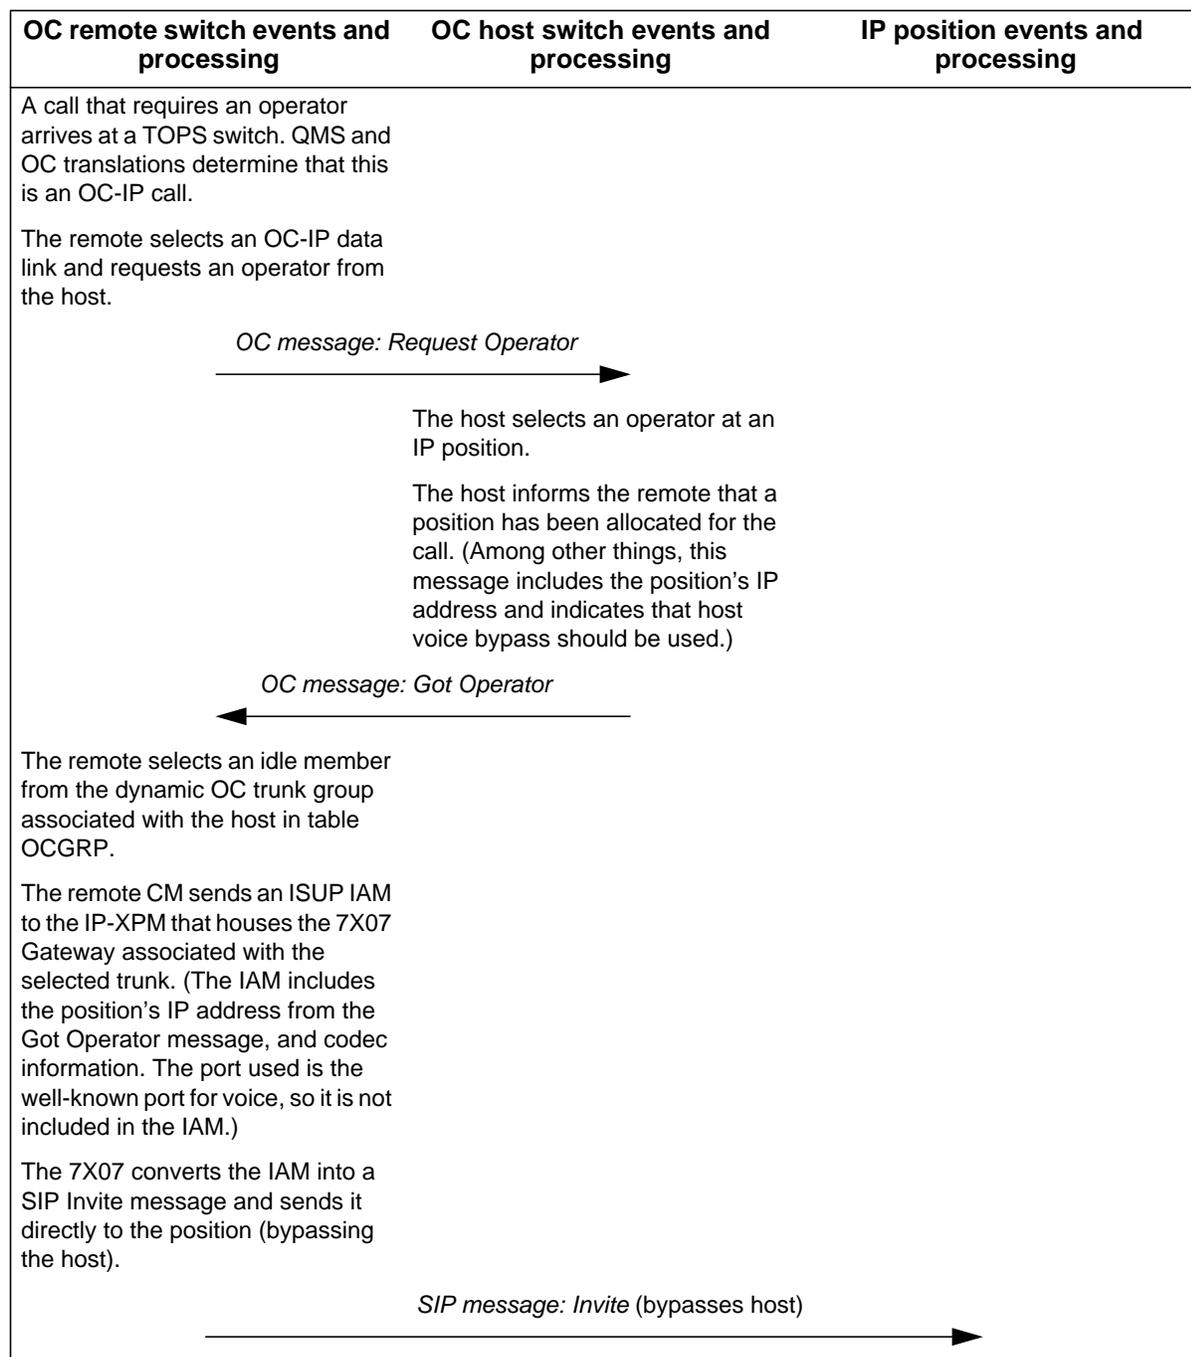 OC remote switch events and
processing
OC host switch events and
processing
IP position events and
processing
A call that requires an operator
arrives at a TOPS switch. QMS and
OC translations determine that this
is an OC-IP call.
The remote selects an OC-IP data
link and requests an operator from
the host.
OC message: Request Operator
The host selects an operator at an
IP position.
The host informs the remote that a
position has been allocated for the
call. (Among other things, this
message includes the position’s IP
address and indicates that host
voice bypass should be used.)
OC message: Got Operator
The remote selects an idle member
from the dynamic OC trunk group
associated with the host in table
OCGRP.
The remote CM sends an ISUP IAM
to the IP-XPM that houses the 7X07
Gateway associated with the
selected trunk. (The IAM includes
the position’s IP address from the
Got Operator message, and codec
information. The port used is the
well-known port for voice, so it is not
included in the IAM.)
The 7X07 converts the IAM into a
SIP Invite message and sends it
directly to the position (bypassing
the host).
SIP message: Invite (bypasses host)